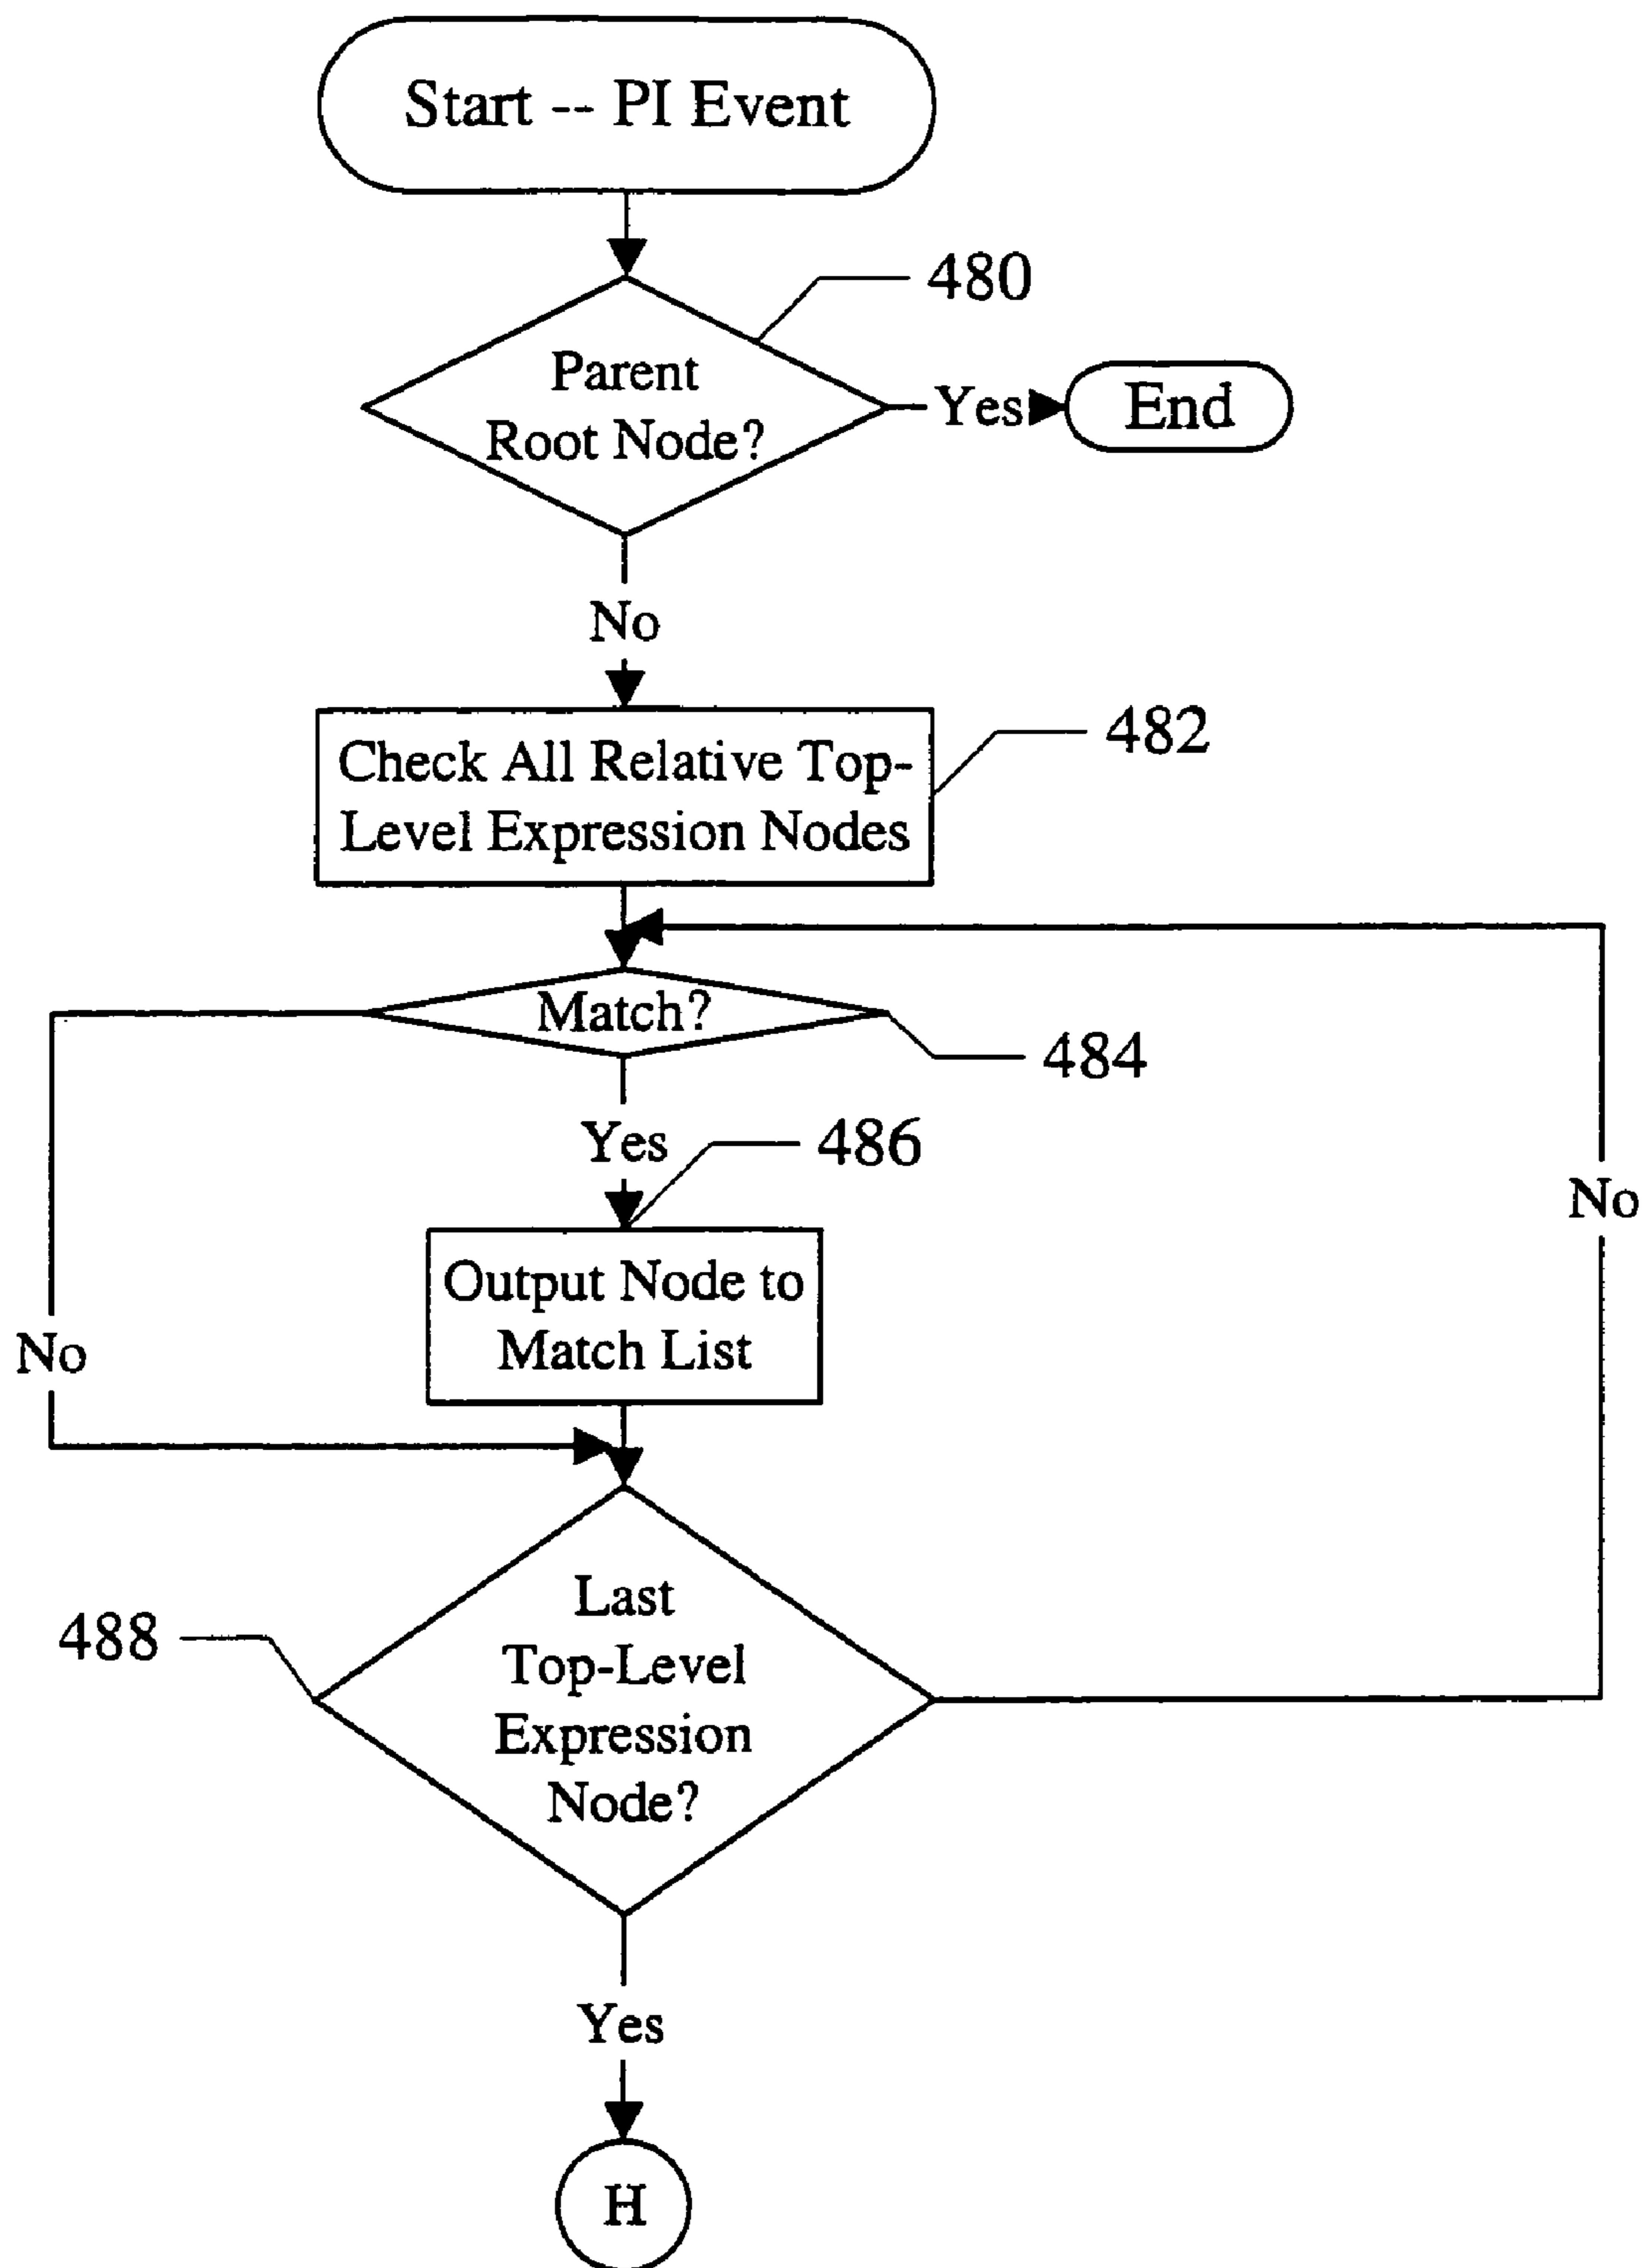 Start -- PI Event
480
Parent
Root Node?
Yes
End
No
482
Check All Relative Top-
Level Expression Nodes
Match?
484
Yes
486
No
Output Node to
Match List
No
488
Last
Top-Level
Expression
Node?
Yes
H